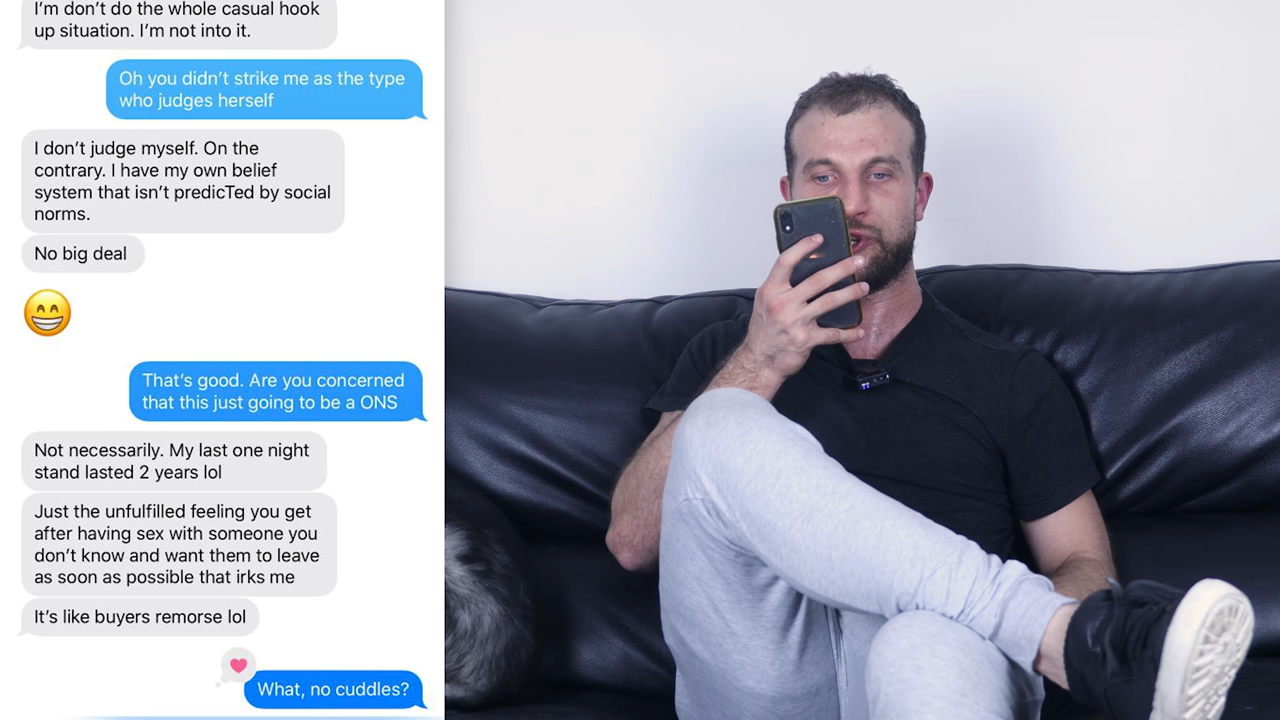 I'm don't do the whole casual hook
up situation. I'm not into it.
Oh you didn't strike me as the type
who judges herself
I don't judge myself. On the
contrary. I have my own belief
system that isn't predicTed by social
norms.
No big deal
That's good. Are you concerned
that this just going to be a ONS
Not necessarily. My last one night
stand lasted 2 years lol
Just the unfulfilled feeling you get
after having sex with someone you
don't know and want them to leave
as soon as possible that irks me
It's like buyers remorse lol
What, no cuddles?